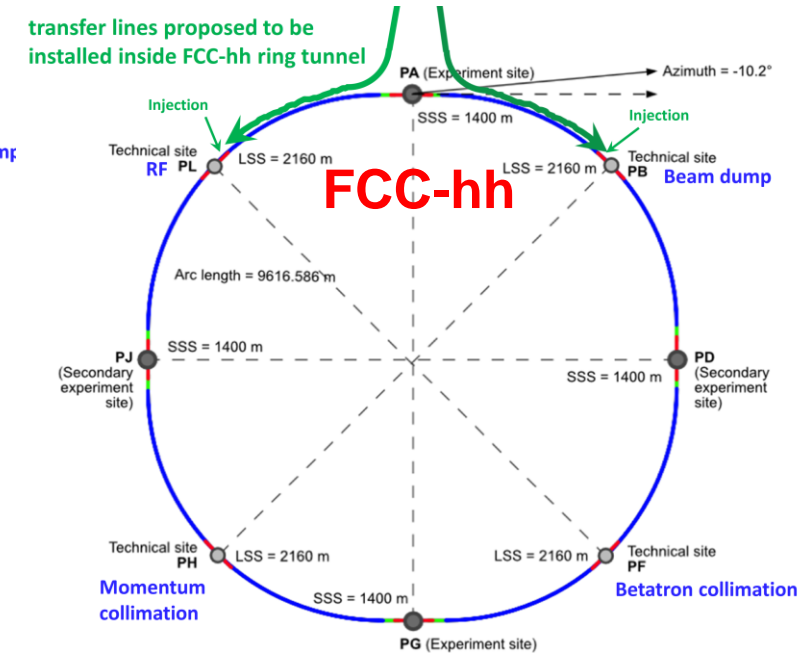 transfer lines proposed to be
installed inside FCC-hh ring tunnel
PA (Experiment site)
Azimuth = -10.2°
SSS = 1400 m
Injection
Injection
Technical site
PL
RF
LSS = 2160 m
LSS = 2160 m
Technical site
PB
Beam dump
FCC-hh
Arc length = 9616.586 m
PJ
(Secondary
experiment
site)
SSS = 1400 m
SSS = 1400 m
PD
(Secondary
experiment
site)
Technical site
PH
LSS = 2160 m
Momentum
collimation
LSS = 2160 m
Technical site
PF
Betatron collimation
SSS = 1400 m
PG (Experiment site)